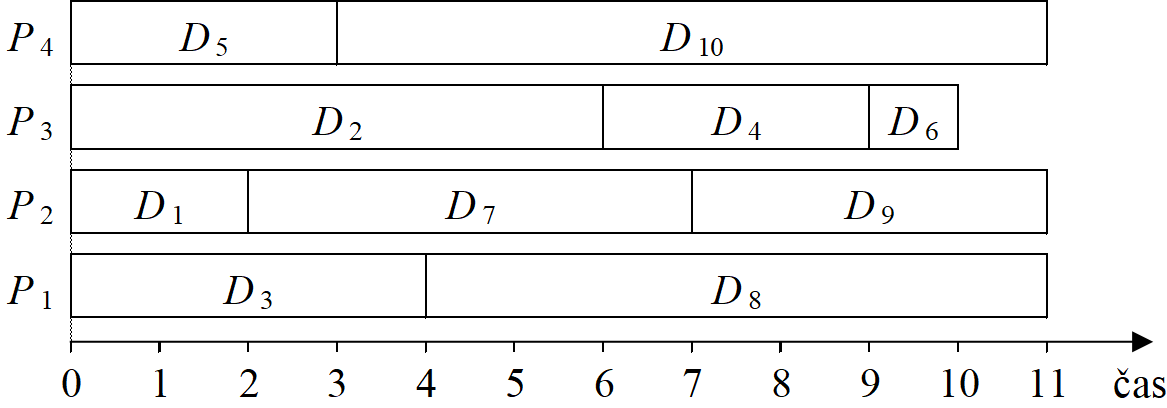 P4 D5 D10
P3 D2 D4 D6
P2 D1 D7 D9
P1 D3 D8
0 1 2 3 4 5 6 7 8 9 10 11 čas